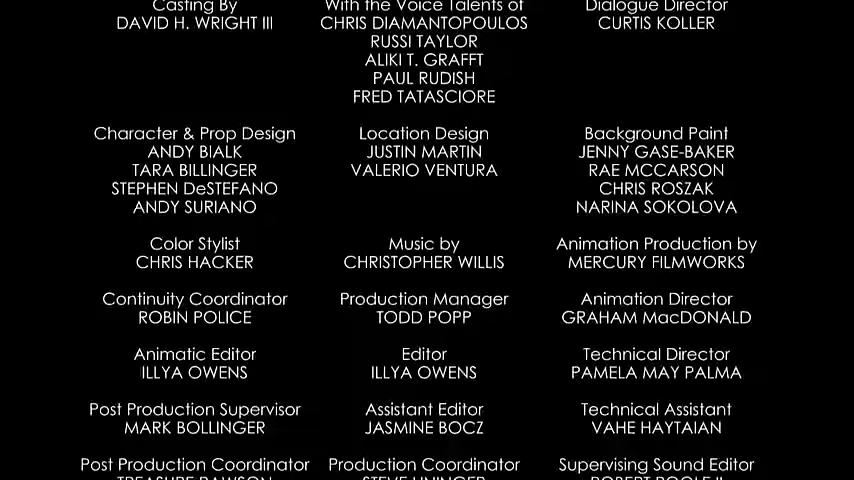 Casting By
DAVID H. WRIGHT III
With the Voice Talents of
CHRIS DIAMANTOPOULOS
RUSSI TAYLOR
ALIKI T. GRAFFT
PAUL RUDISH
FRED TATASCIORE
Dialogue Director
CURTIS KOLLER
Character & Prop Design
ANDY BIALK
TARA BILLINGER
STEPHEN DeSTEFANO
ANDY SURIANO
Location Design
JUSTIN MARTIN
VALERIO VENTURA
Background Paint
JENNY GASE-BAKER
RAE MCCARSON
CHRIS ROSZAK
NARINA SOKOLOVA
Color Stylist
CHRIS HACKER
Music by
CHRISTOPHER WILLIS
Animation Production by
MERCURY FILMWORKS
Continuity Coordinator
ROBIN POLICE
Production Manager
TODD POPP
Animation Director
GRAHAM MacDONALD
Animatic Editor
ILLYA OWENS
Editor
ILLYA OWENS
Technical Director
PAMELA MAY PALMA
Post Production Supervisor
MARK BOLLINGER
Assistant Editor
JASMINE BOCZ
Technical Assistant
VAHE HAYTAIAN
Post Production Coordinator
TREASURE DAWSON
Production Coordinator
Supervising Sound Editor
ROBERT POOLE II